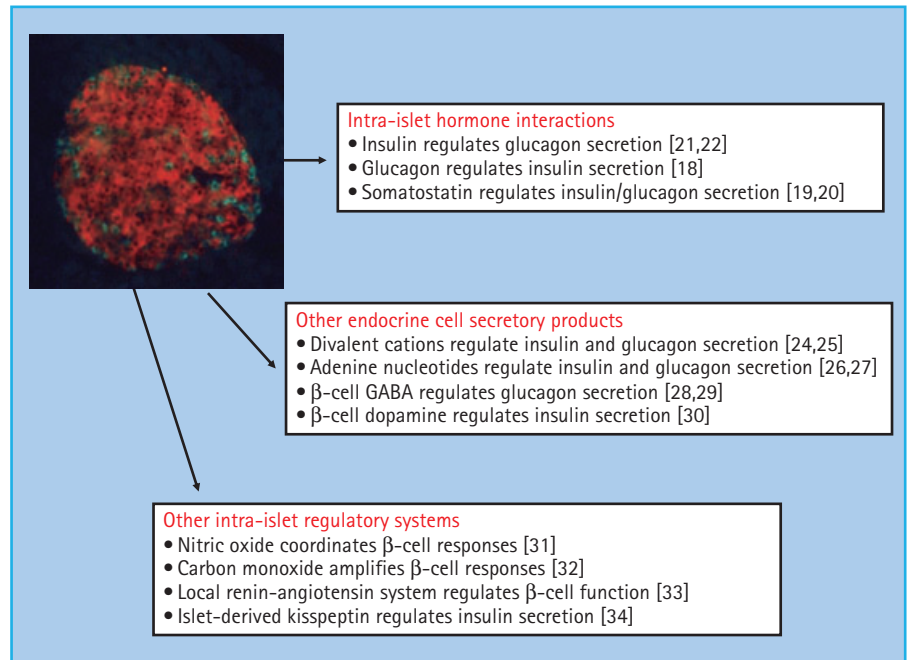 Intra-islet hormone interactions
• Insulin regulates glucagon secretion [21,22]
• Glucagon regulates insulin secretion [18]
• Somatostatin regulates insulin/glucagon secretion [19,20]
Other endocrine cell secretory products
• Divalent cations regulate insulin and glucagon secretion [24,25]
• Adenine nucleotides regulate insulin and glucagon secretion [26,27]
• β-cell GABA regulates glucagon secretion [28,29]
• β-cell dopamine regulates insulin secretion [30]
Other intra-islet regulatory systems
• Nitric oxide coordinates β-cell responses [31]
• Carbon monoxide amplifies β-cell responses [32]
• Local renin-angiotensin system regulates β-cell function [33]
• Islet-derived kisspeptin regulates insulin secretion [34]